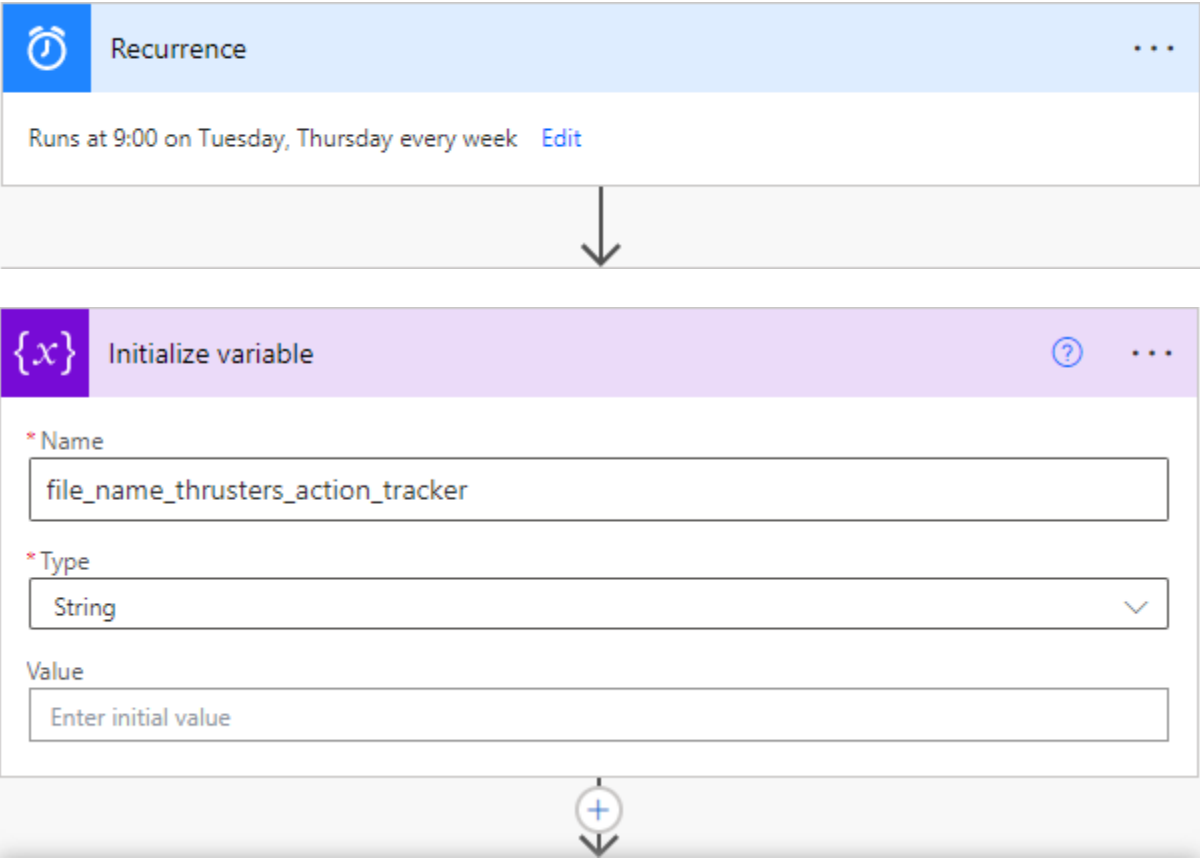 Recurrence
Runs at 9:00 on Tuesday, Thursday every week Edit
{x} Initialize variable ?
* Name
file_name_thrusters_action_tracker
* Type
String
Value
Enter initial value